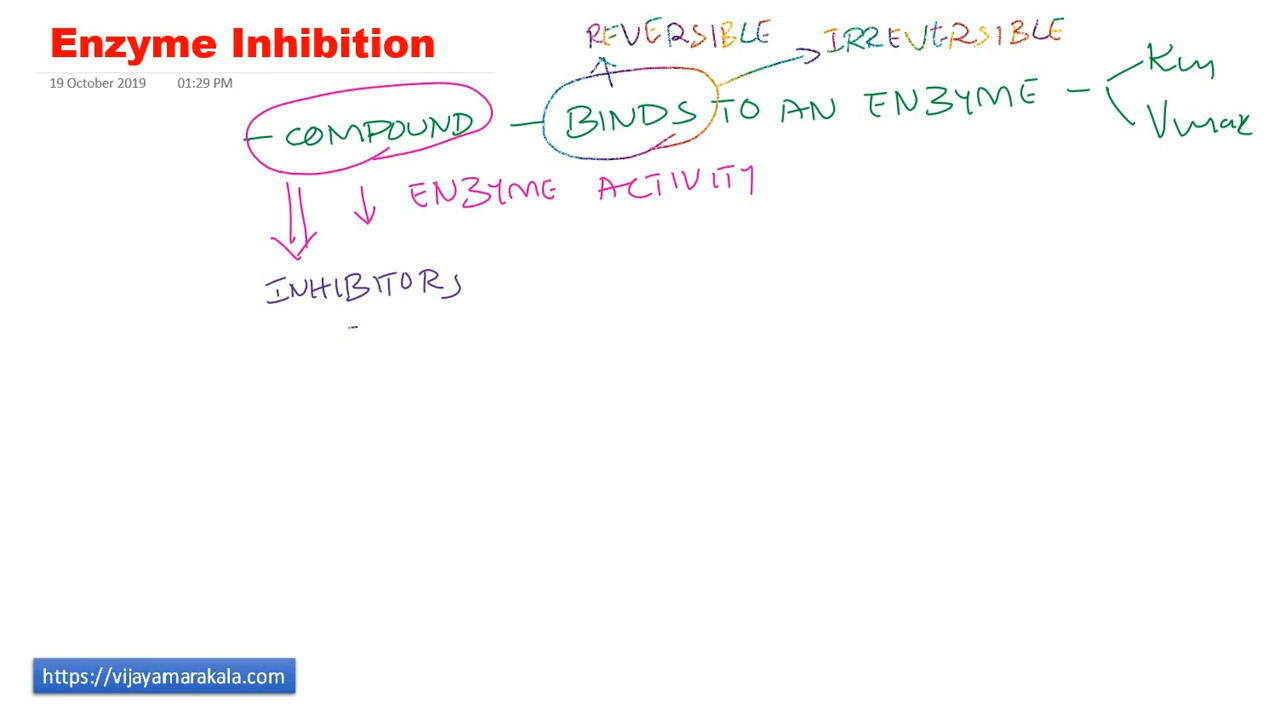 Enzyme Inhibition
19 October 2019 01:29 PM
REVERSIBLE IRREVERSIBLE
- COMPOUND - BINDS TO AN ENZYME - Km
Vmax
↓ ENZYME ACTIVITY
INHIBITORS
https://vijayamarakala.com